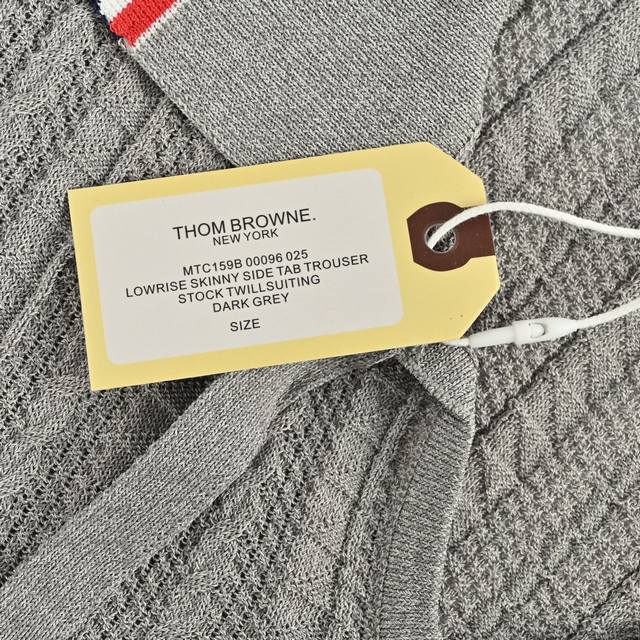 THOM BROWNE.
NEW YORK
MTC159B 00096 025
LOWRISE SKINNY SIDE TAB TROUSER
STOCK TWILLSUITING
DARK GREY
SIZE